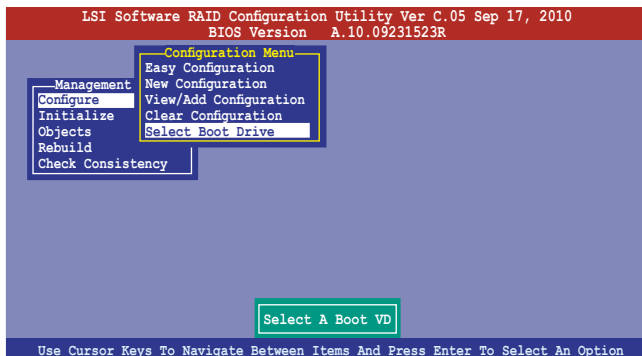 LSI Software RAID Configuration Utility Ver C.05 Sep 17, 2010
BIOS Version A.10.09231523R
Configuration Menu
Easy Configuration
New Configuration
View/Add Configuration
Clear Configuration
Select Boot Drive
Management
Configure
Initialize
Objects
Rebuild
Check Consistency
Select A Boot VD
Use Cursor Keys To Navigate Between Items And Press Enter To Select An Option